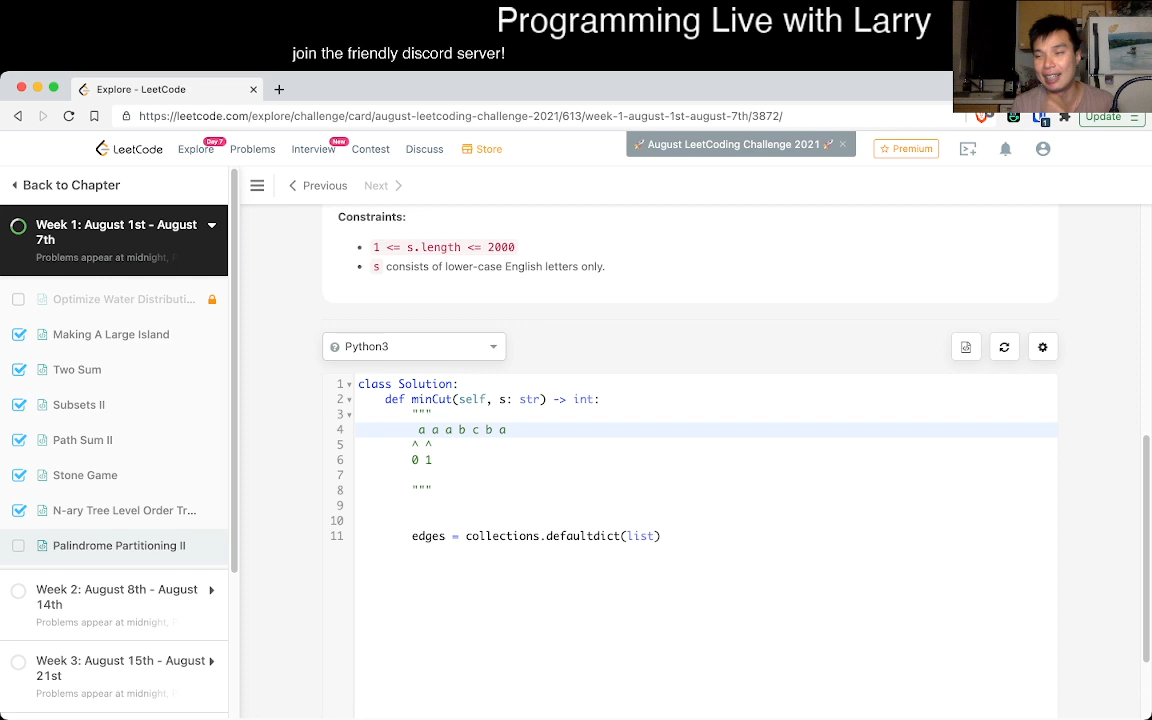 Programming Live with Larry
join the friendly discord server!
Explore - LeetCode
https://leetcode.com/explore/challenge/card/august-leetcoding-challenge-2021/613/week-1-august-1st-august-7th/3872/
Update
LeetCode
Explore
Day 7
Problems
Interview
New
Contest
Discuss
Store
August LeetCoding Challenge 2021
Premium
Back to Chapter
Previous
Next
Week 1: August 1st - August
7th
Problems appear at midnight,
Optimize Water Distributi...
Making A Large Island
Two Sum
Subsets II
Path Sum II
Stone Game
N-ary Tree Level Order Tr...
Palindrome Partitioning II
Week 2: August 8th - August
14th
Problems appear at midnight,
Week 3: August 15th - August
21st
Problems appear at midnight,
Constraints:
1 <= s.length <= 2000
s consists of lower-case English letters only.
Python3
1 class Solution:
2 def minCut(self, s: str) -> int:
3 """
4 a a a b c b a
5 ^ ^
6 0 1
7
8 """
9
10
11 edges = collections.defaultdict(list)